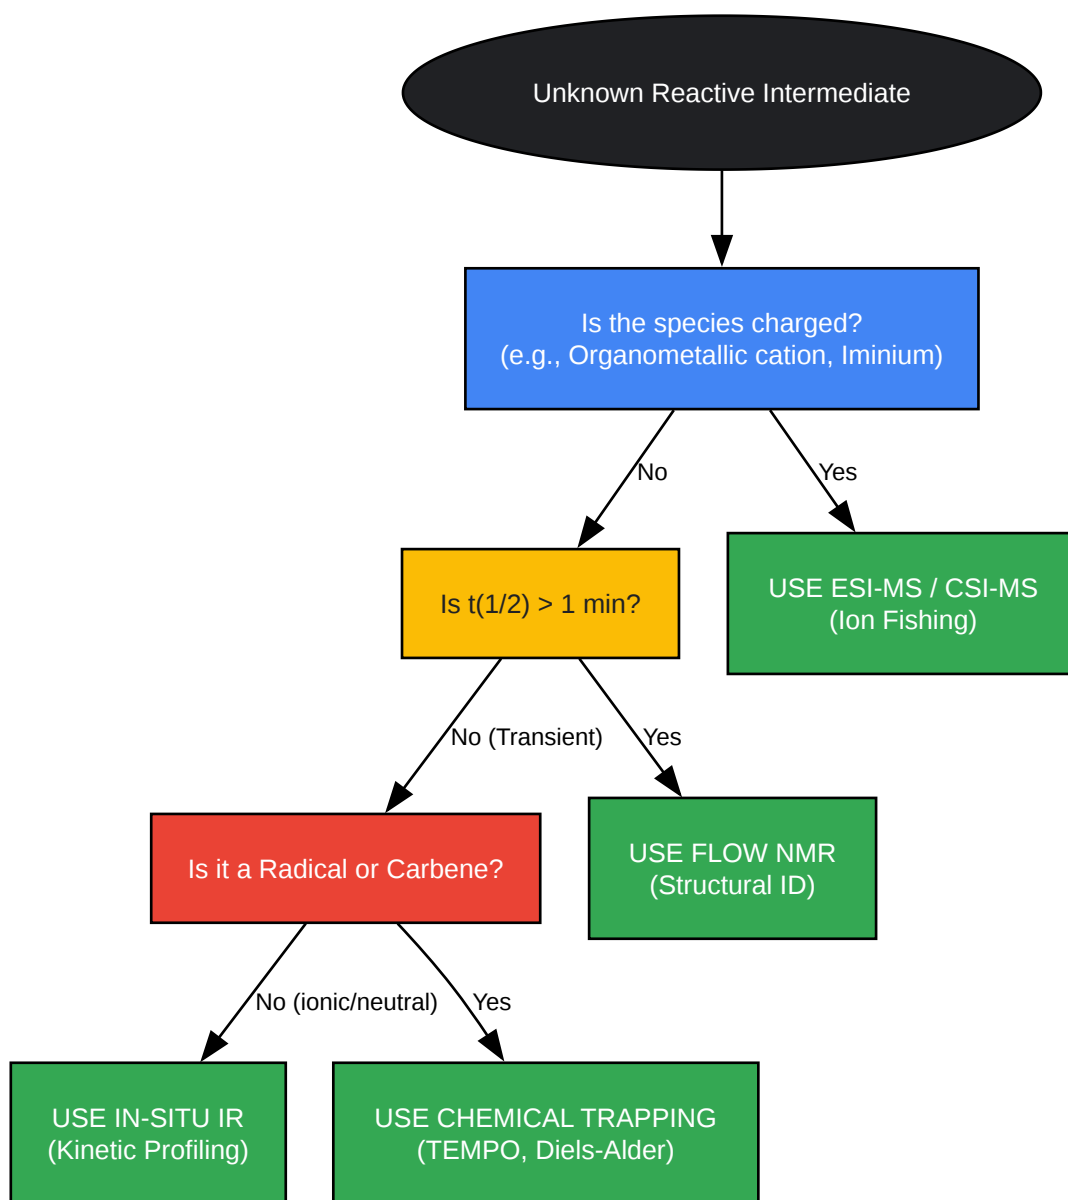 Unknown Reactive Intermediate
Is the species charged?
(e.g., Organometallic cation, Iminium)
No
Yes
Is t(1/2) > 1 min?
USE ESI-MS / CSI-MS
(Ion Fishing)
No (Transient)
Yes
Is it a Radical or Carbene?
USE FLOW NMR
(Structural ID)
No (ionic/neutral)
Yes
USE IN-SITU IR
(Kinetic Profiling)
USE CHEMICAL TRAPPING
(TEMPO, Diels-Alder)